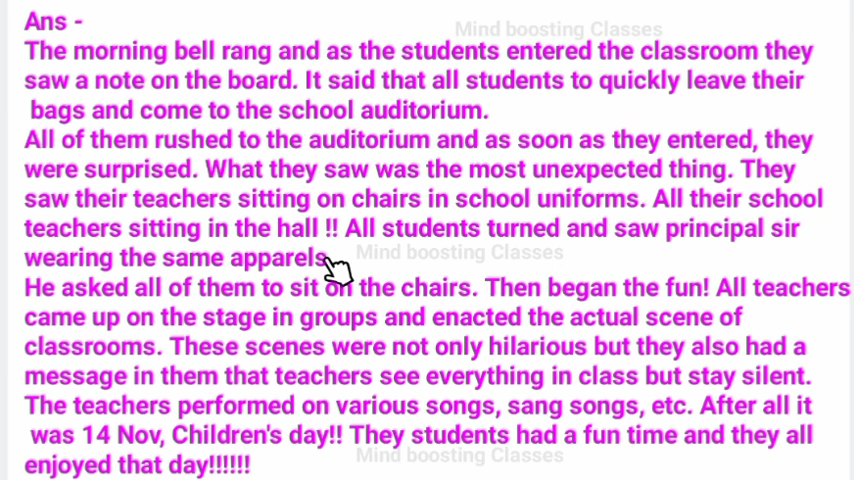 Mind boosting Classes
Ans -
The morning bell rang and as the students entered the classroom they
saw a note on the board. It said that all students to quickly leave their
bags and come to the school auditorium.
All of them rushed to the auditorium and as soon as they entered, they
were surprised. What they saw was the most unexpected thing. They
saw their teachers sitting on chairs in school uniforms. All their school
teachers sitting in the hall !! All students turned and saw principal sir
wearing the same apparels
Mind boosting Classes
He asked all of them to sit on the chairs. Then began the fun! All teachers
came up on the stage in groups and enacted the actual scene of
classrooms. These scenes were not only hilarious but they also had a
message in them that teachers see everything in class but stay silent.
The teachers performed on various songs, sang songs, etc. After all it
was 14 Nov, Children's day!! They students had a fun time and they all
enjoyed that day!!!!!!
Mind boosting Classes